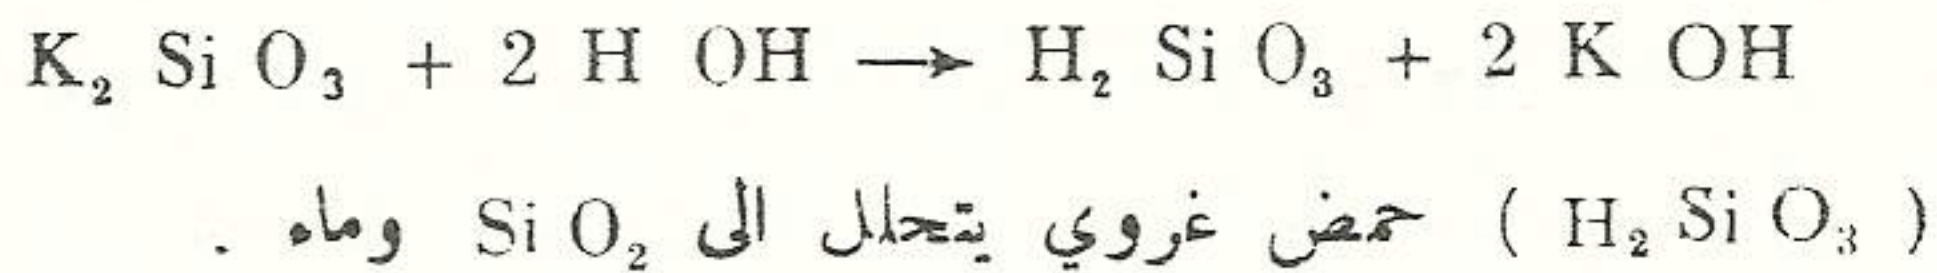 K₂ Si O₃ + 2 H OH → H₂ Si O₃ + 2 K OH
( H₂ Si O₃ ) حمض غروي يتحلل الى Si O₂ وماء .